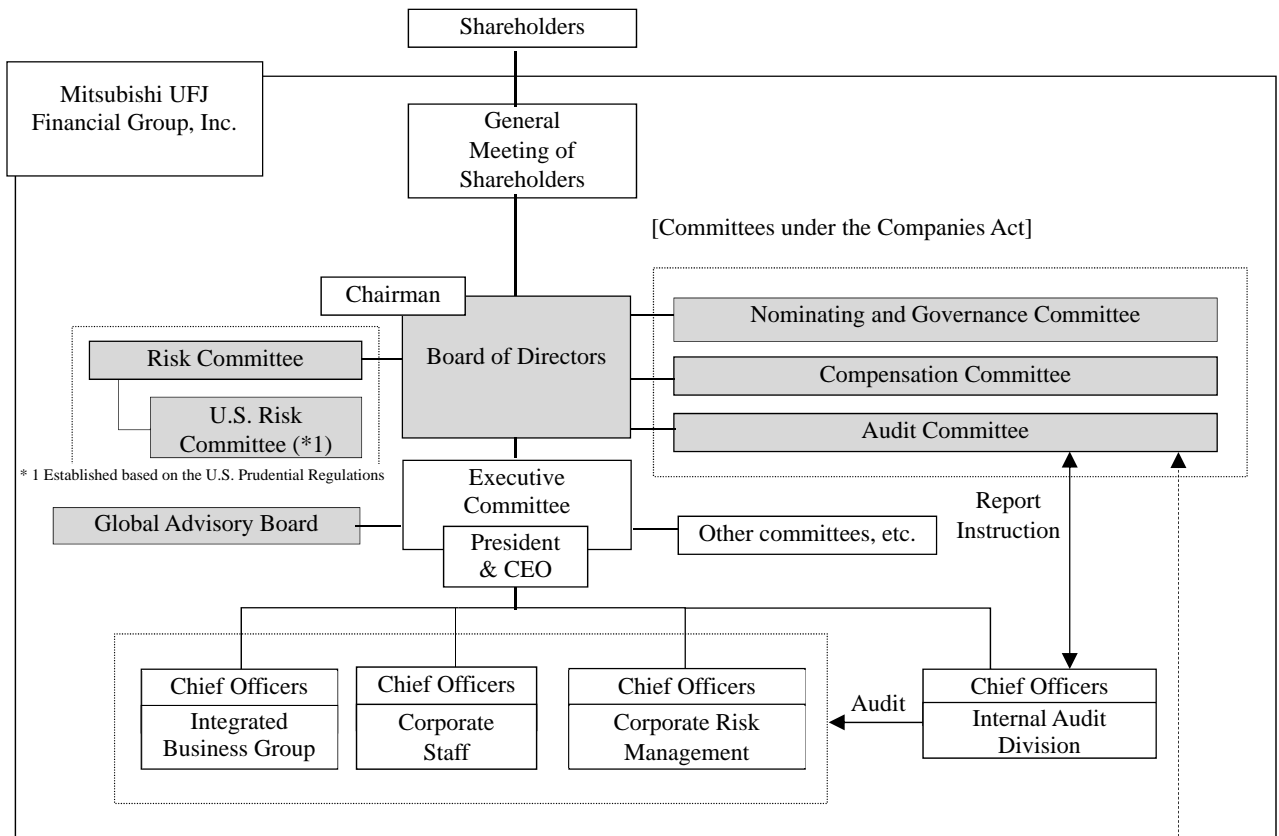 Shareholders
Mitsubishi UFJ
Financial Group, Inc.
General
Meeting of
Shareholders
[Committees under the Companies Act]
Chairman
Board of Directors
Nominating and Governance Committee
Compensation Committee
Audit Committee
Risk Committee
U.S. Risk
Committee (*1)
* 1 Established based on the U.S. Prudential Regulations
Executive
Committee
Global Advisory Board
President
& CEO
Other committees, etc.
Report
Instruction
Chief Officers
Integrated
Business Group
Chief Officers
Corporate
Staff
Chief Officers
Corporate Risk
Management
Audit
Chief Officers
Internal Audit
Division